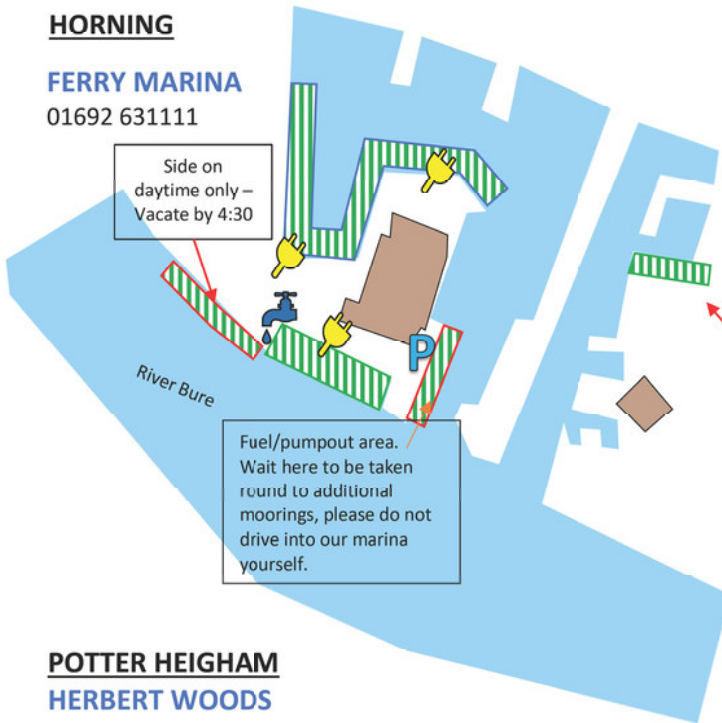 HORNING
FERRY MARINA
01692 631111
Side on
daytime only –
Vacate by 4:30
P
River Bure
Fuel/pumpout area.
Wait here to be taken
round to additional
moorings, please do not
drive into our marina
yourself.
POTTER HEIGHAM
HERBERT WOODS